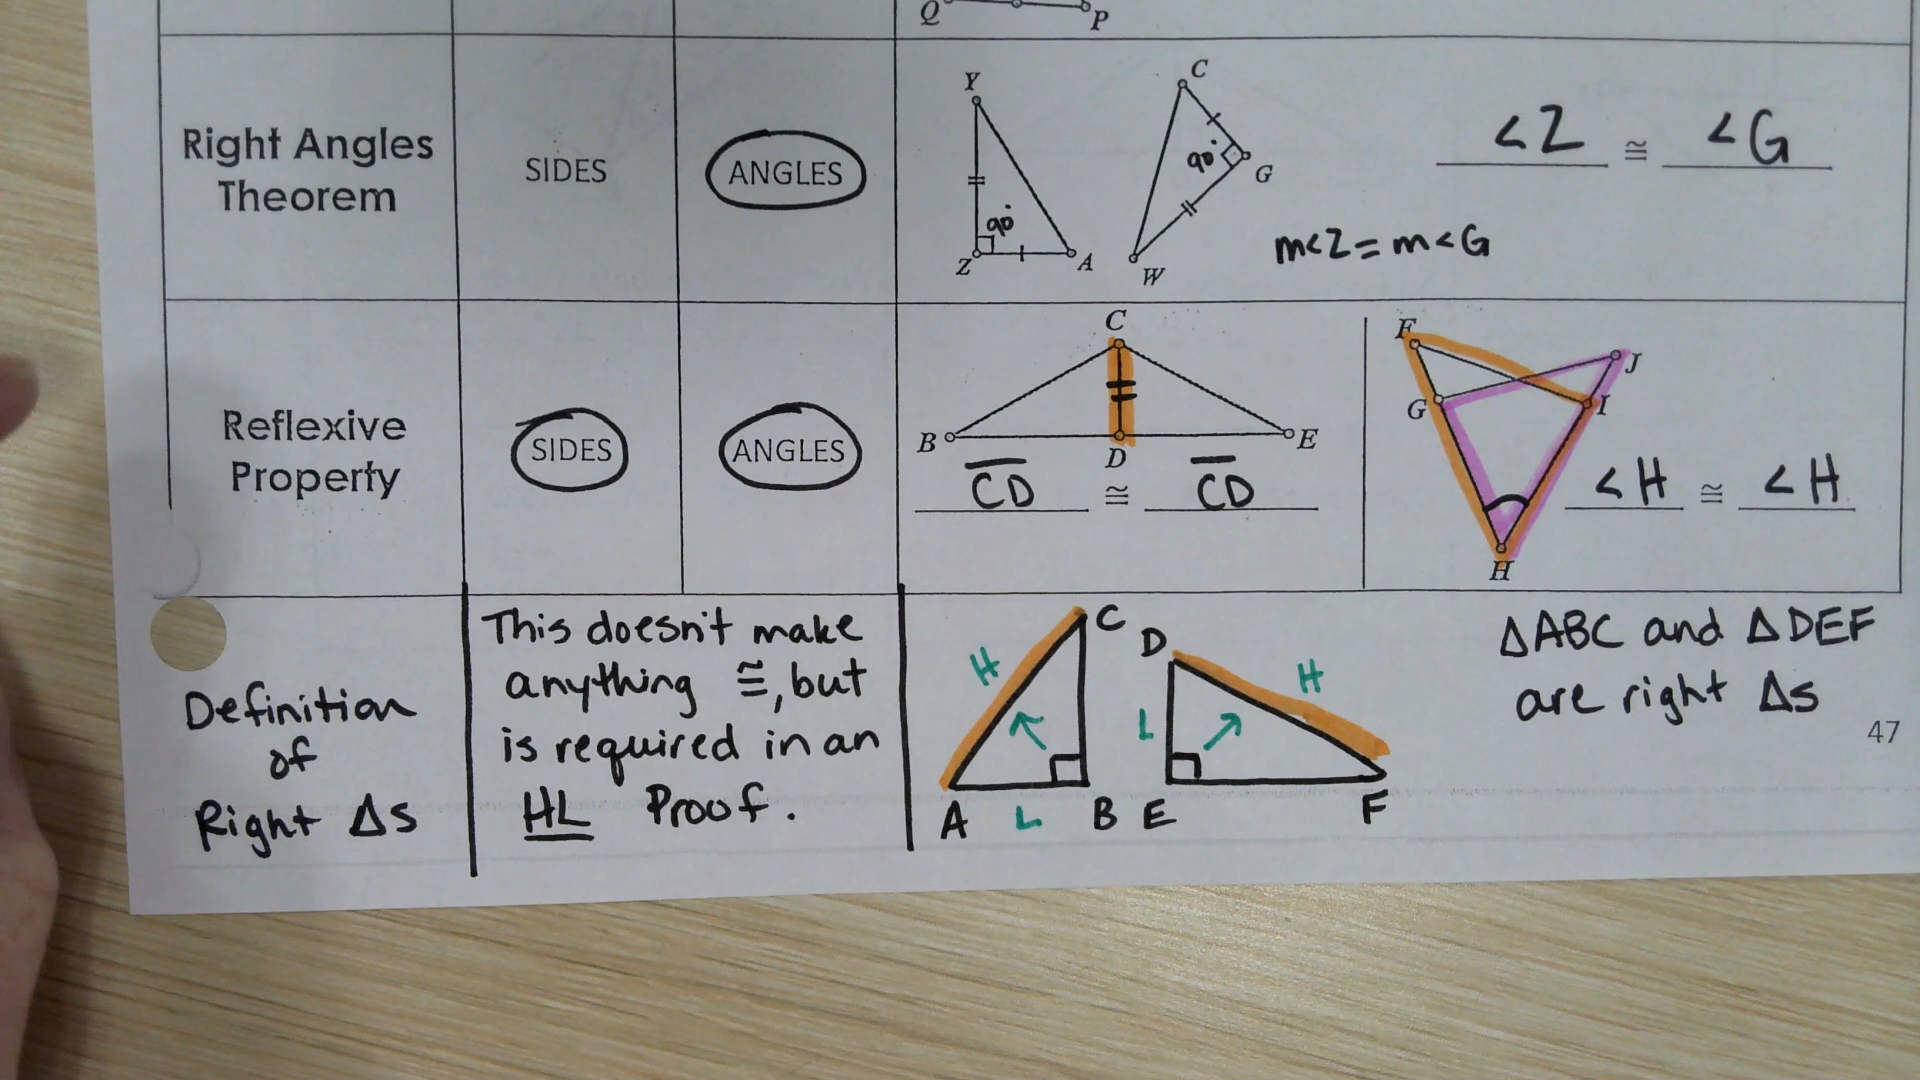 Q P
Right Angles
Theorem
SIDES
ANGLES
Y
90°
Z A
C
90°
G
W
<Z ≅ <G
m<Z = m<G
Reflexive
Property
SIDES
ANGLES
C
B E
D
CD ≅ CD
F
J
G I
H
<H ≅ <H
Definition
of
Right Δs
This doesn't make
anything ≅, but
is required in an
HL Proof.
C
H
A L B
D
H
L
E F
ΔABC and ΔDEF
are right Δs
47